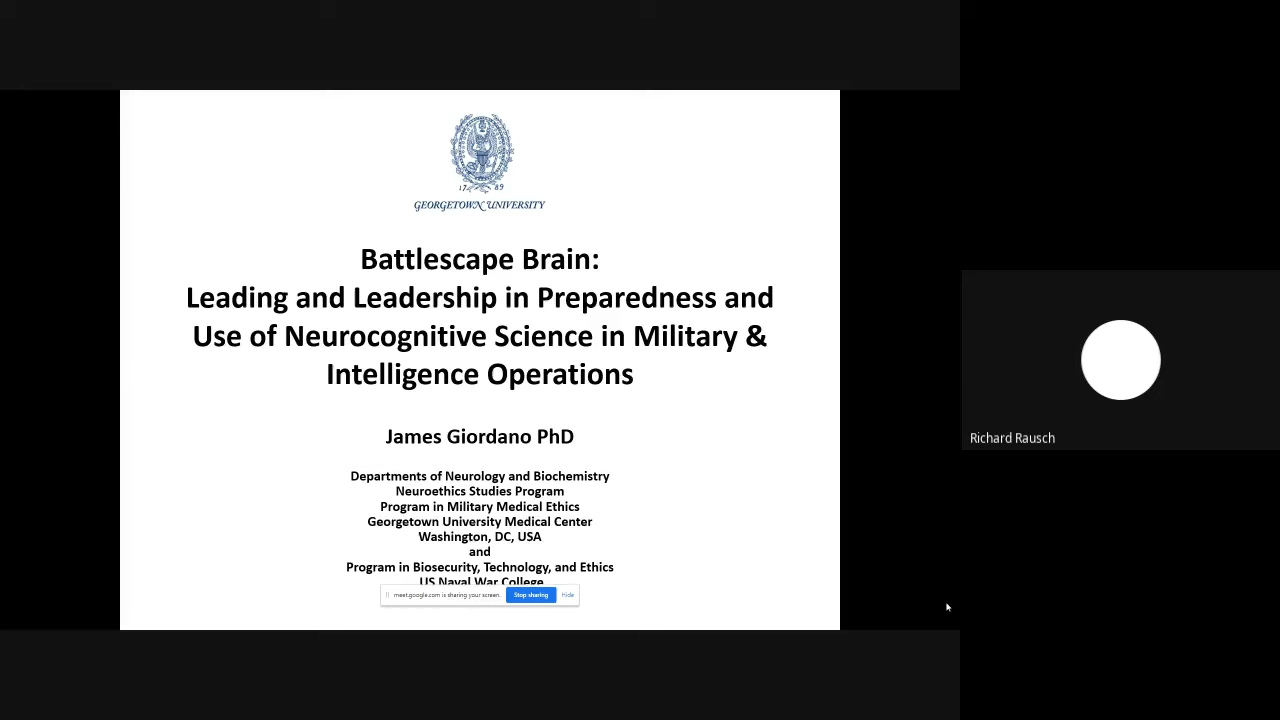 17 89
GEORGETOWN UNIVERSITY
Battlescape Brain:
Leading and Leadership in Preparedness and
Use of Neurocognitive Science in Military &
Intelligence Operations
James Giordano PhD
Departments of Neurology and Biochemistry
Neuroethics Studies Program
Program in Military Medical Ethics
Georgetown University Medical Center
Washington, DC, USA
and
Program in Biosecurity, Technology, and Ethics
US Naval War College
meet.google.com is sharing your screen. Stop sharing Hide
Richard Rausch